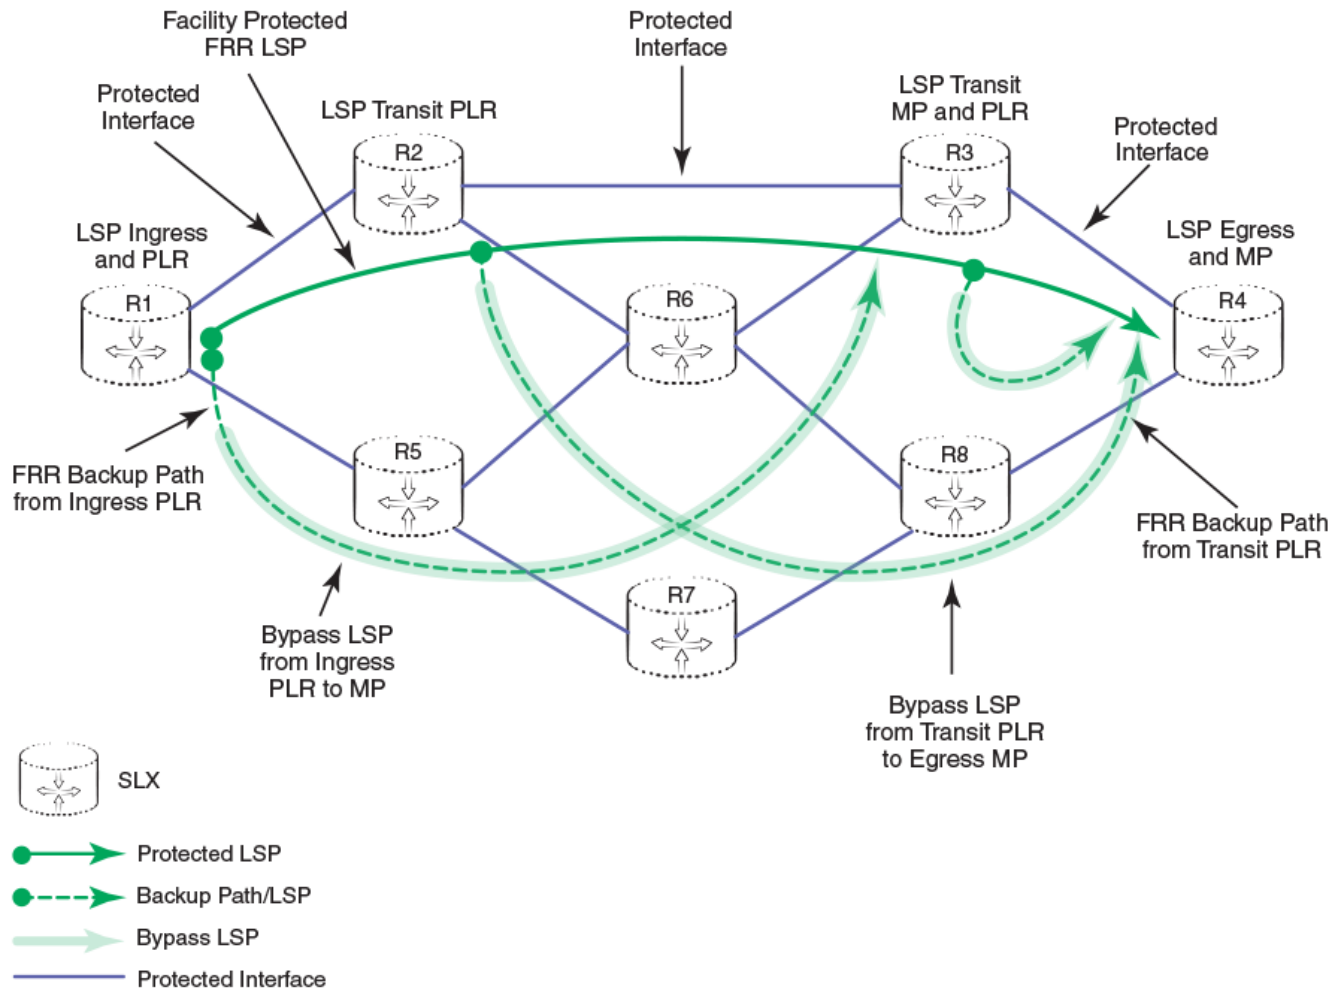 Facility Protected
FRR LSP
Protected
Interface
LSP Transit
MP and PLR
Protected
Interface
LSP Transit PLR
Protected
Interface
R2
R3
LSP Ingress
and PLR
LSP Egress
and MP
R1
R6
R4
R5
R8
FRR Backup Path
from Ingress PLR
FRR Backup Path
from Transit PLR
R7
Bypass LSP
from Ingress
PLR to MP
Bypass LSP
from Transit PLR
to Egress MP
SLX
Protected LSP
Backup Path/LSP
Bypass LSP
Protected Interface